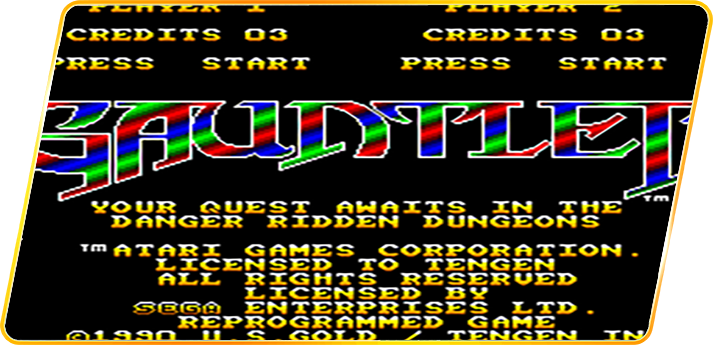 PLAYER 1 PLAYER 2
CREDITS 03 CREDITS 03
PRESS START PRESS START
GAUNTLET
TM
YOUR QUEST AWAITS IN THE
DANGER RIDDEN DUNGEONS
TM ATARI GAMES CORPORATION.
LICENSED TO TENGEN
ALL RIGHTS RESERVED
LICENSED BY
SEGA ENTERPRISES LTD.
REPROGRAMMED GAME
©1990 U.S.GOLD / TENGEN IN